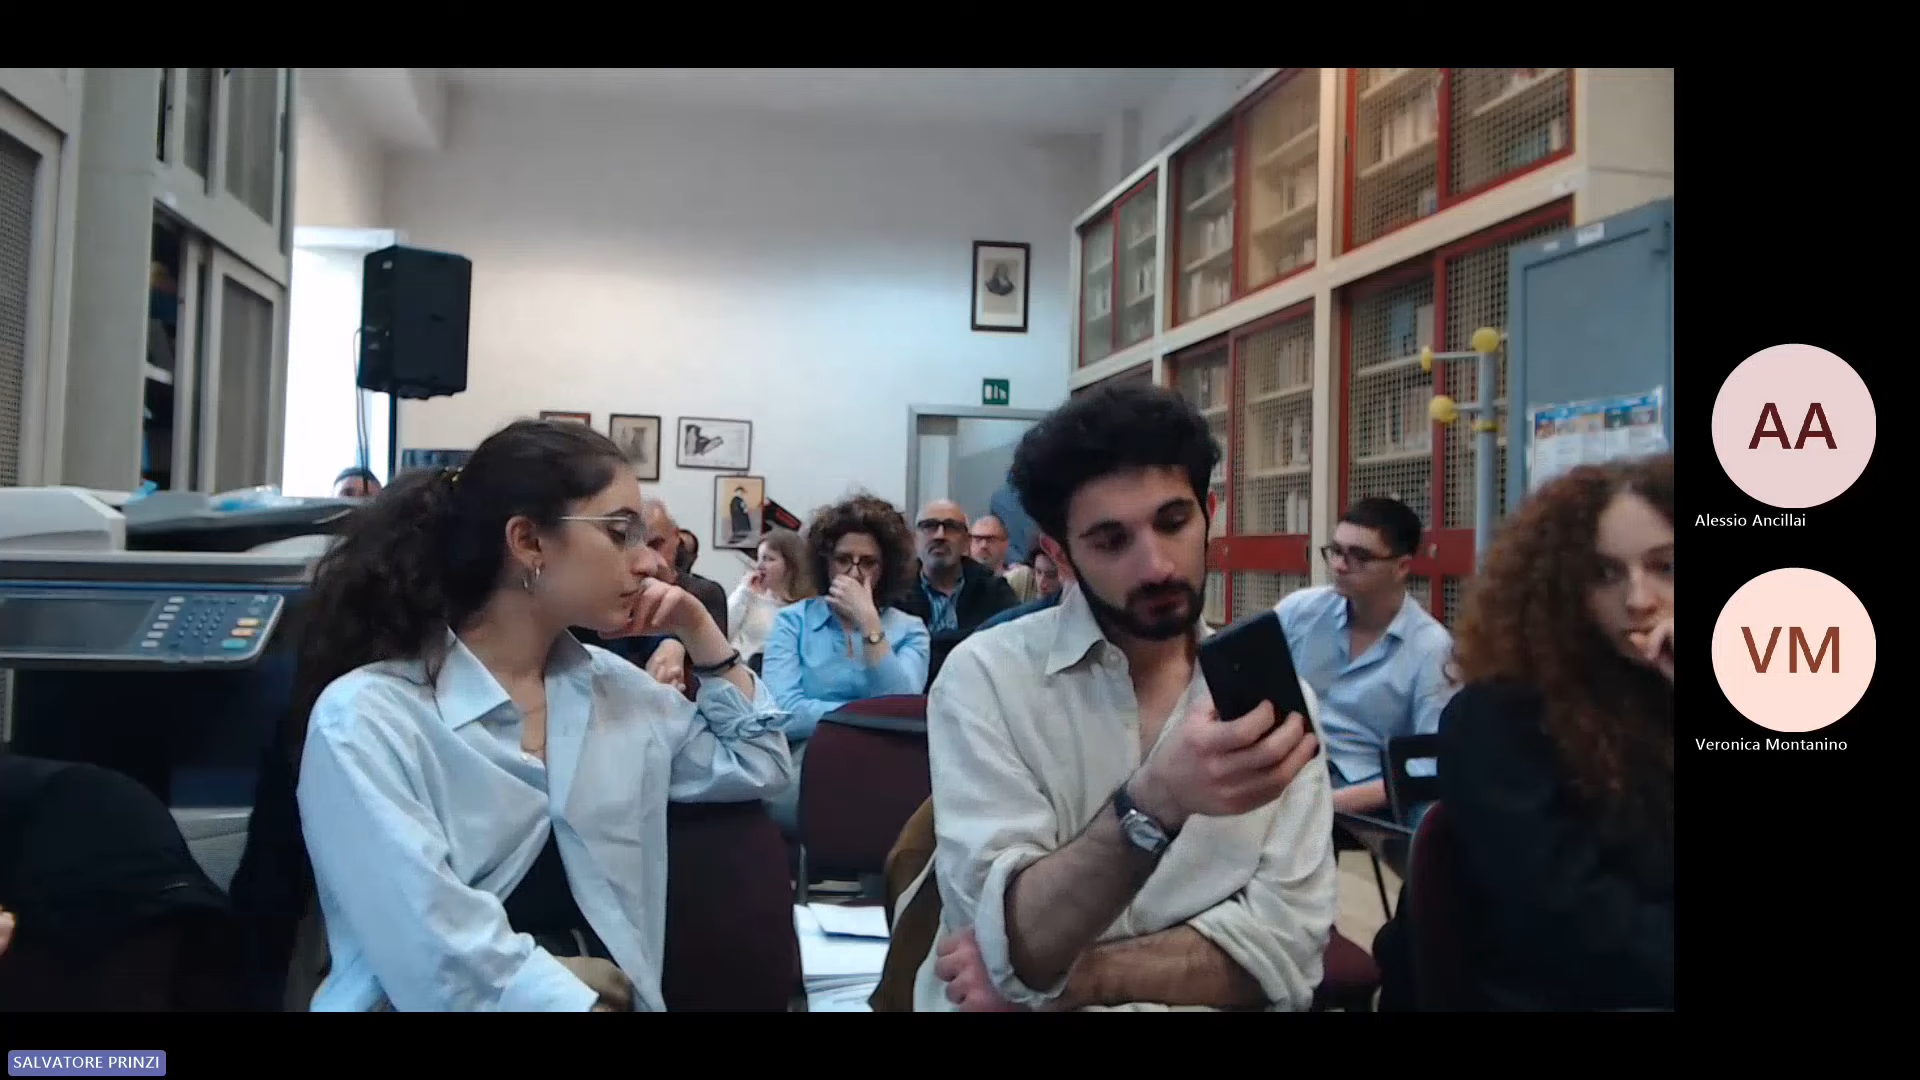 AA
Alessio Ancillai
VM
Veronica Montanino
SALVATORE PRINZI